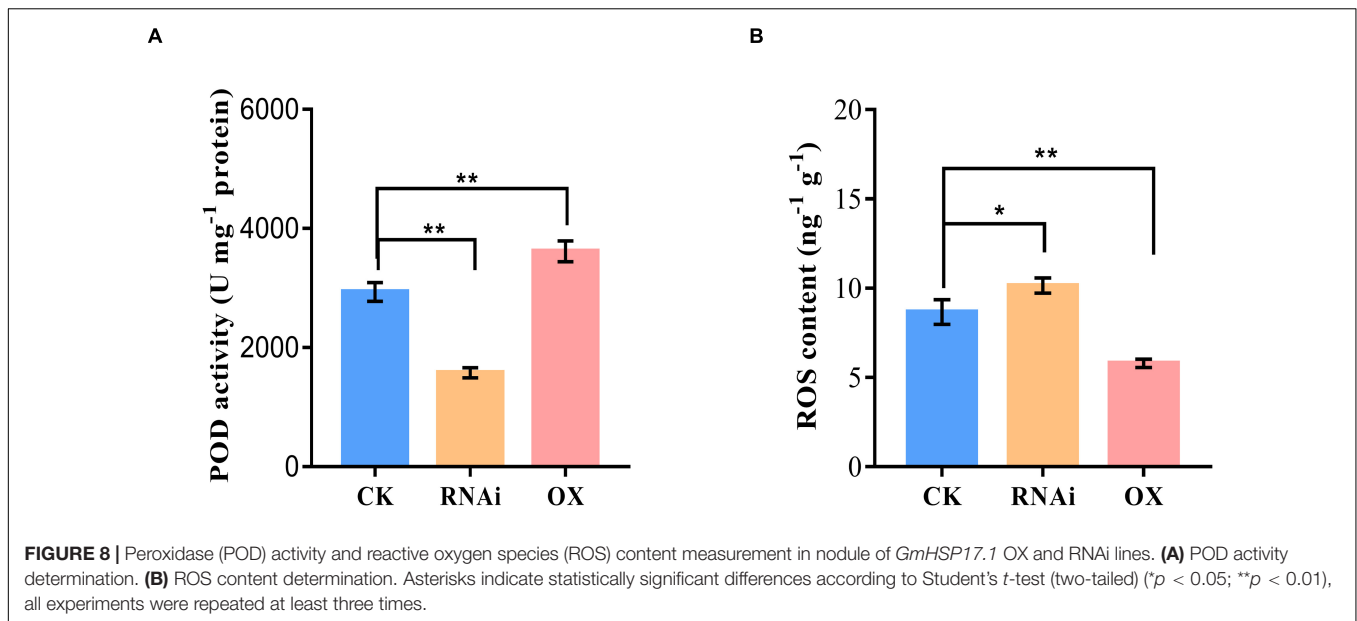 A
POD activity (U mg-1 protein)
6000
4000
2000
0
**
**
CK RNAi OX
B
ROS content (ng-1 g-1)
20
15
10
5
0
**
*
CK RNAi OX
FIGURE 8 | Peroxidase (POD) activity and reactive oxygen species (ROS) content measurement in nodule of GmHSP17.1 OX and RNAi lines. (A) POD activity
determination. (B) ROS content determination. Asterisks indicate statistically significant differences according to Student's t-test (two-tailed) (*p < 0.05; **p < 0.01),
all experiments were repeated at least three times.